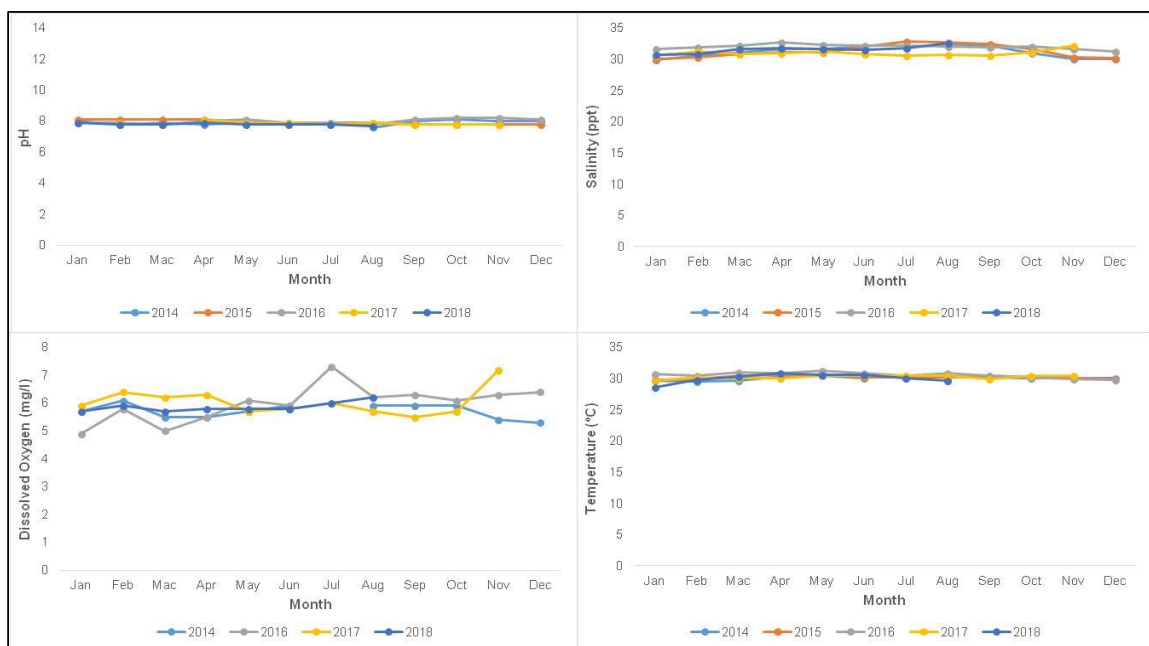 14
12
10
8
6
4
2
0
pH
Jan Feb Mac Apr May Jun Jul Aug Sep Oct Nov Dec
Month
2014 2015 2016 2017 2018
35
30
25
20
15
10
5
0
Salinity (ppt)
Jan Feb Mac Apr May Jun Jul Aug Sep Oct Nov Dec
Month
2014 2015 2016 2017 2018
8
7
6
5
4
3
2
1
0
Dissolved Oxygen (mg/l)
Jan Feb Mac Apr May Jun Jul Aug Sep Oct Nov Dec
Month
2014 2016 2017 2018
35
30
25
20
15
10
5
0
Temperature (°C)
Jan Feb Mac Apr May Jun Jul Aug Sep Oct Nov Dec
Month
2014 2015 2016 2017 2018